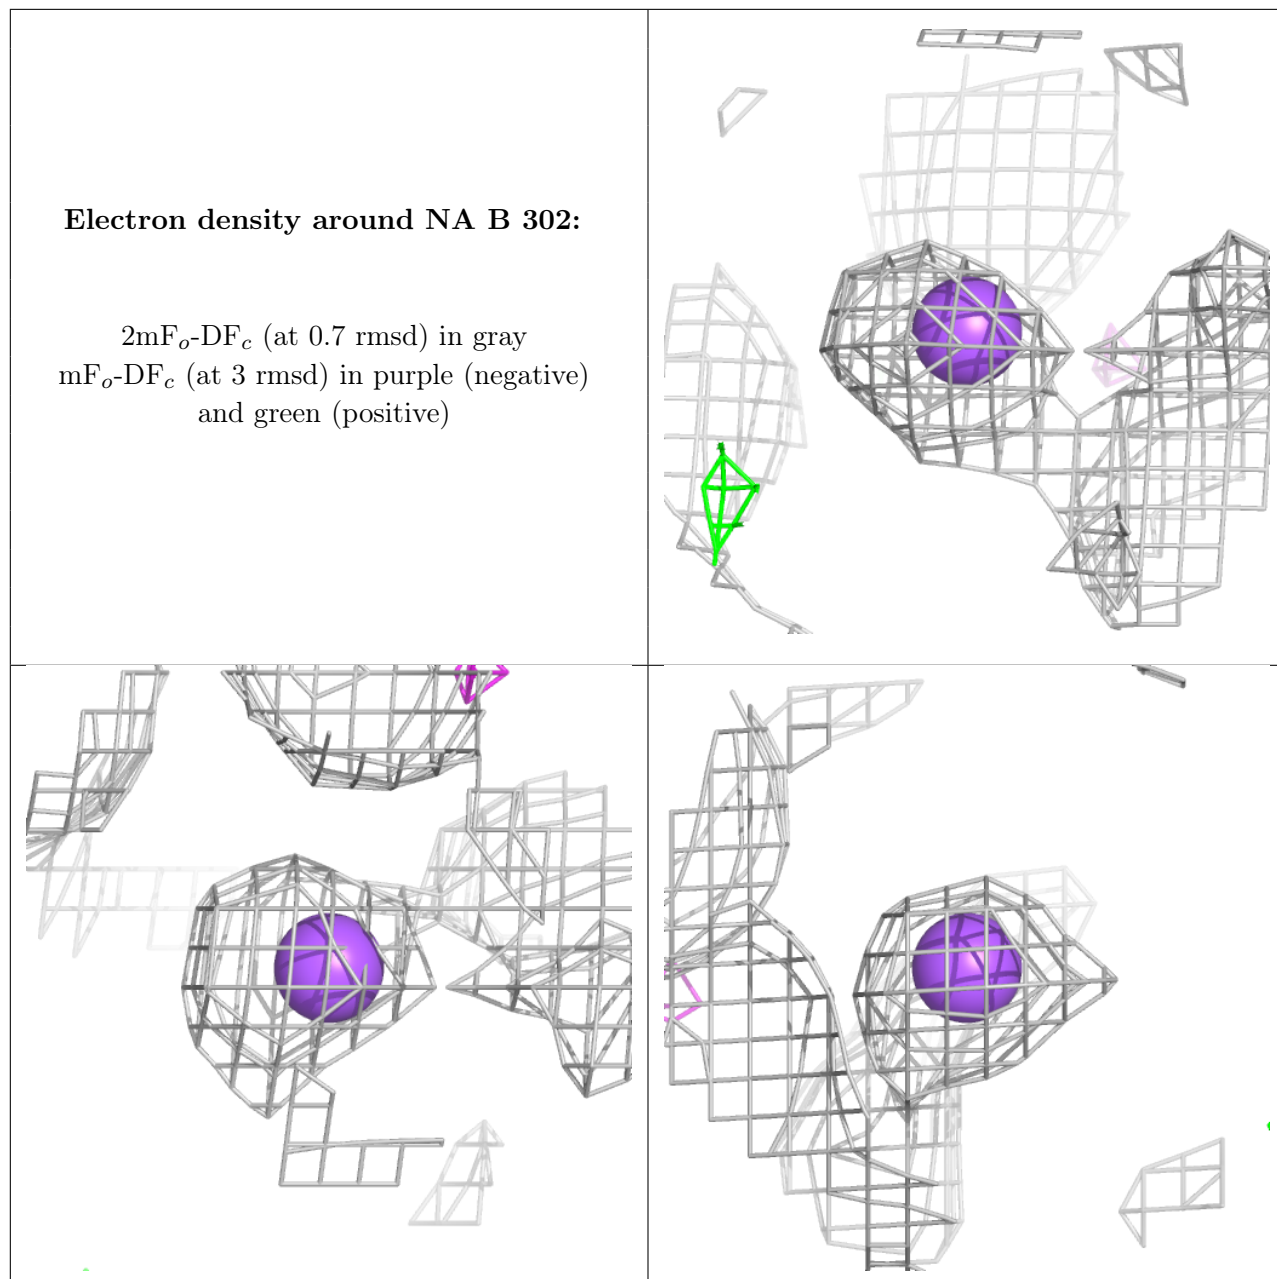 Electron density around NA B 302:
2mFo-DFc (at 0.7 rmsd) in gray
mFo-DFc (at 3 rmsd) in purple (negative)
and green (positive)